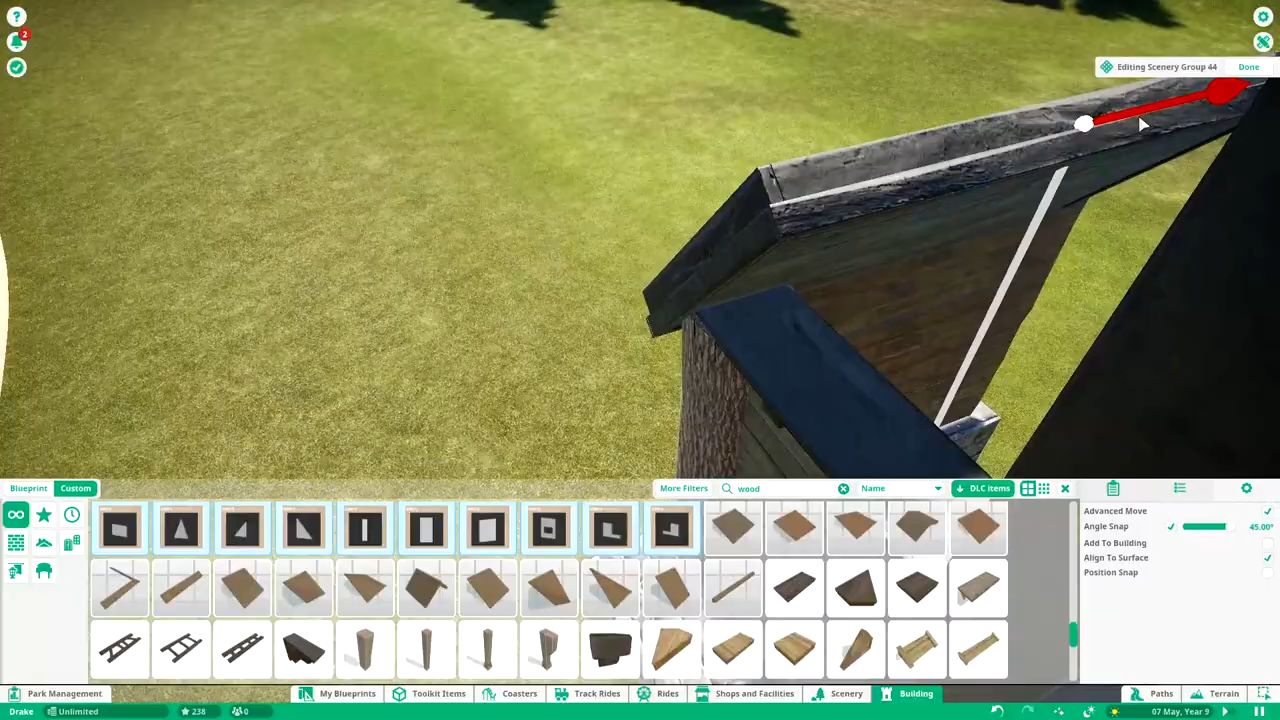 ?
2
Editing Scenery Group 44
Done
Blueprint
Custom
More Filters
wood
Name
DLC items
Advanced Move
Angle Snap
45.00°
Add To Building
Align To Surface
Position Snap
Park Management
My Blueprints
Toolkit Items
Coasters
Track Rides
Rides
Shops and Facilities
Scenery
Building
Paths
Terrain
Drake
Unlimited
238
0
07 May, Year 9